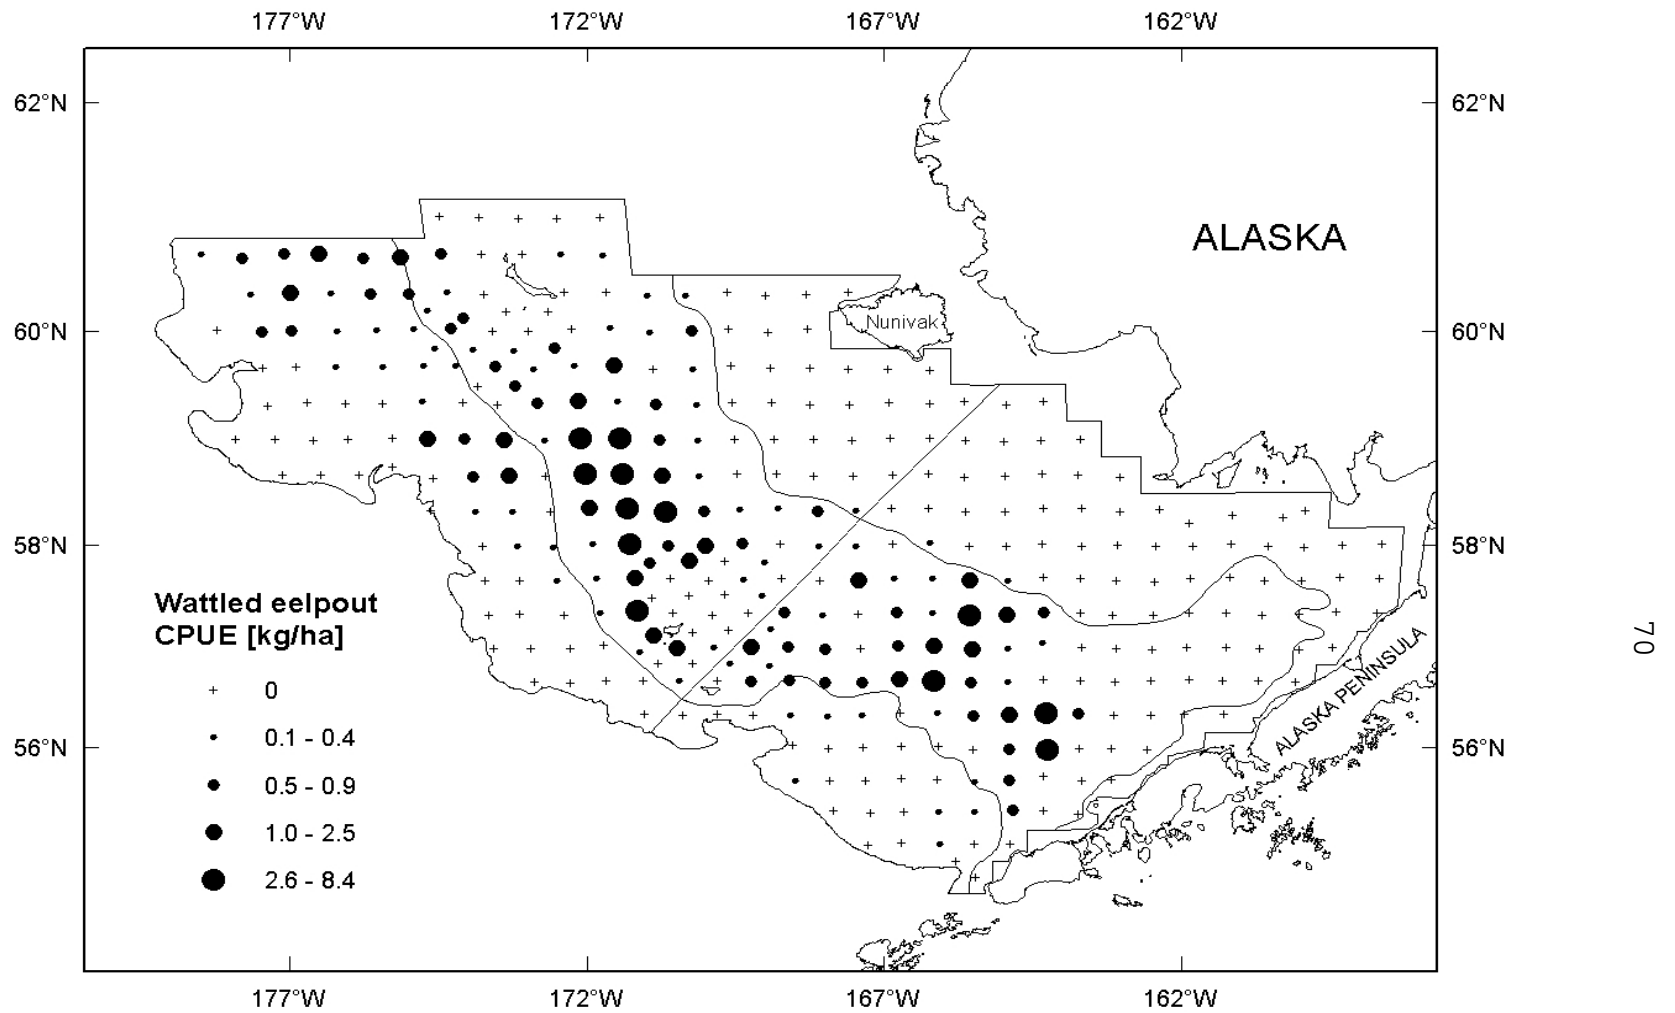 177°W 172°W 167°W 162°W
62°N 62°N
ALASKA
Nunivak
60°N 60°N
58°N 58°N
Wattled eelpout
CPUE [kg/ha]
0
0.1 - 0.4
0.5 - 0.9
1.0 - 2.5
2.6 - 8.4
ALASKA PENINSULA
56°N 56°N
177°W 172°W 167°W 162°W
70